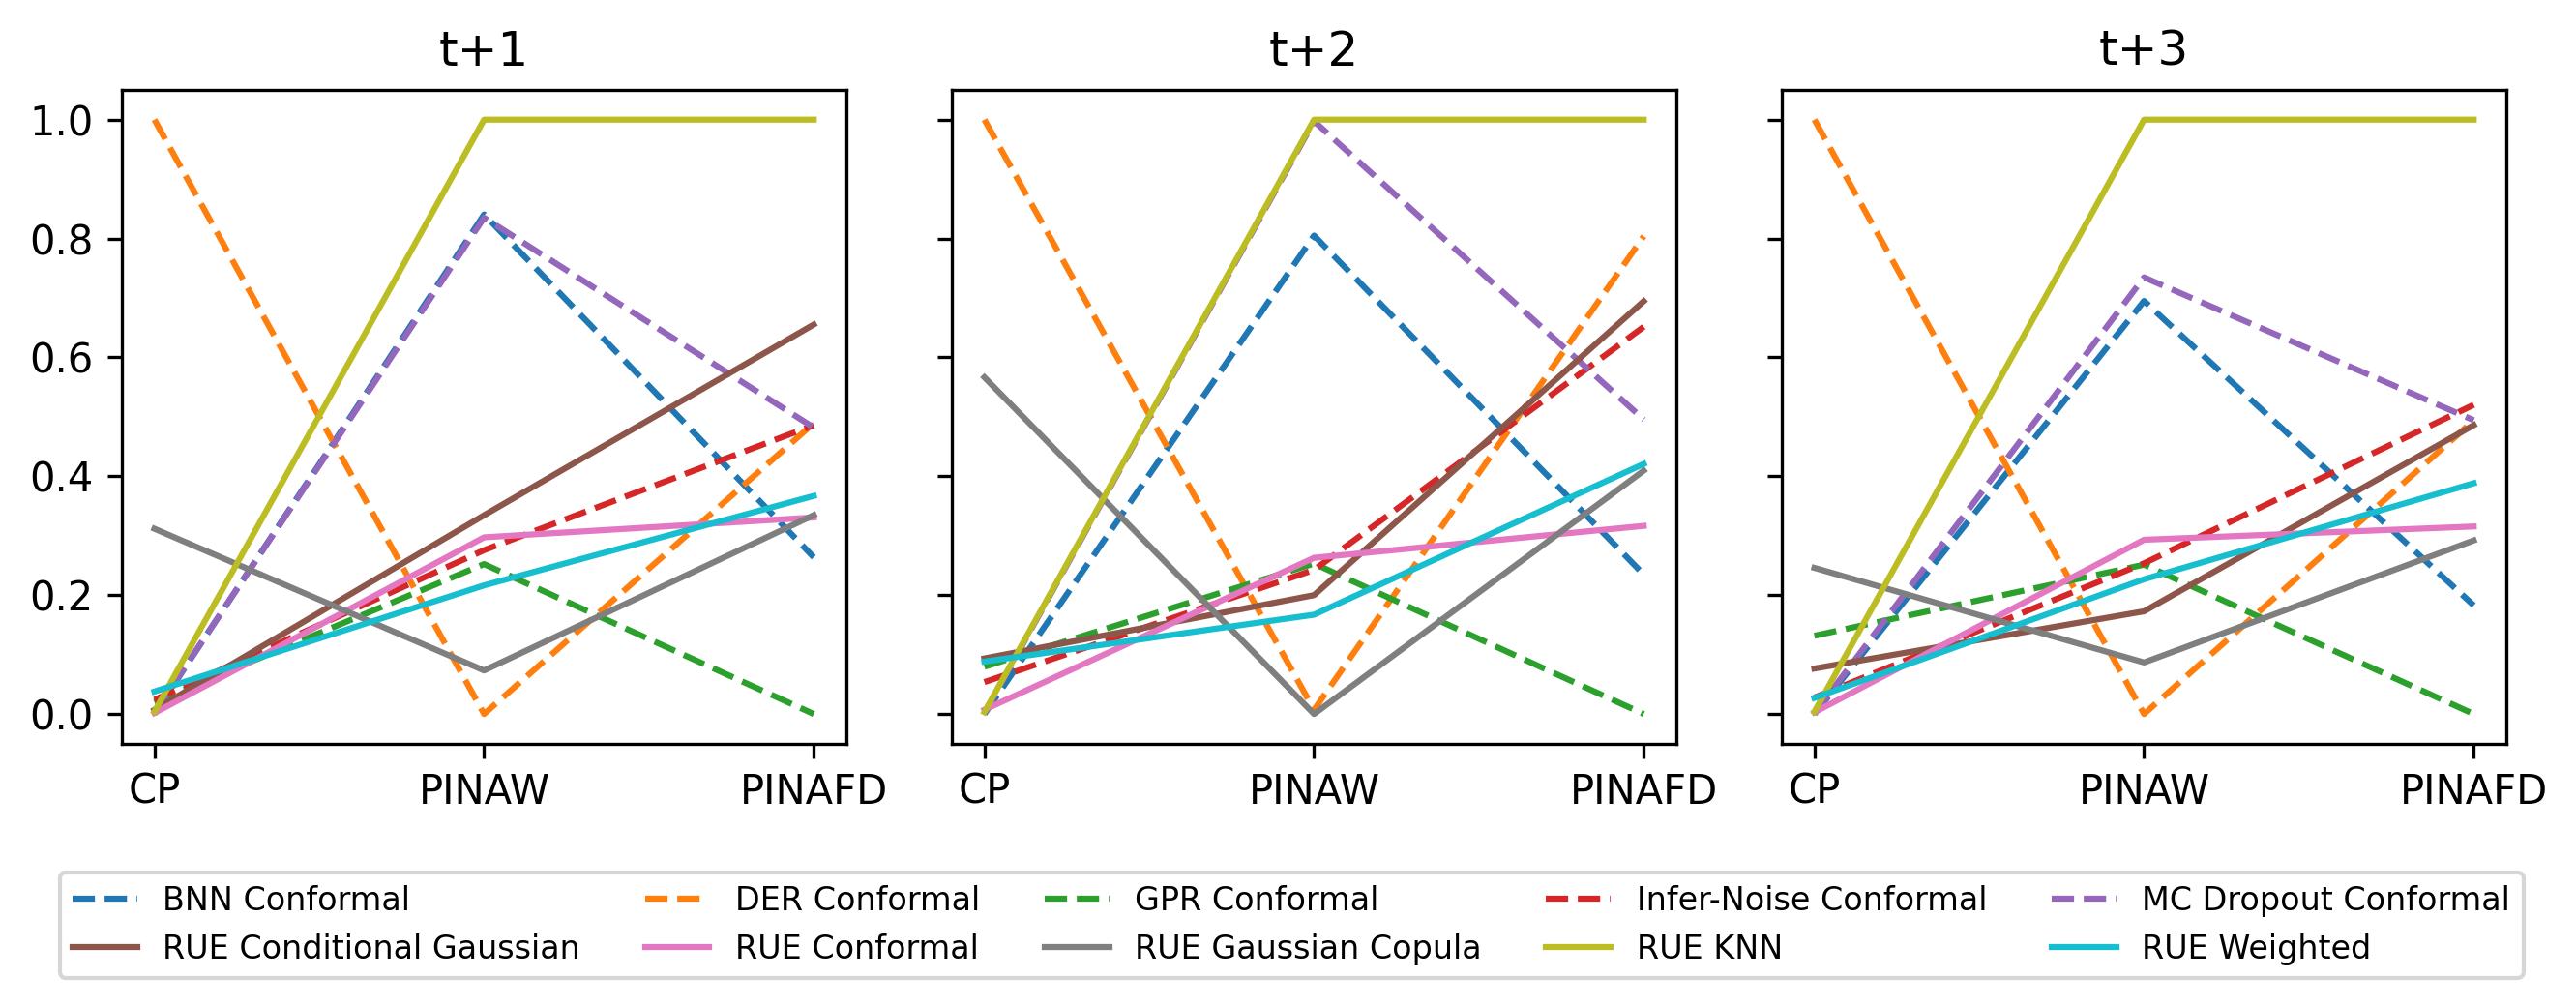 t+1 t+2 t+3
1.0
0.8
0.6
0.4
0.2
0.0
CP PINAW PINAFD CP PINAW PINAFD CP PINAW PINAFD
BNN Conformal DER Conformal GPR Conformal Infer-Noise Conformal MC Dropout Conformal
RUE Conditional Gaussian RUE Conformal RUE Gaussian Copula RUE KNN RUE Weighted